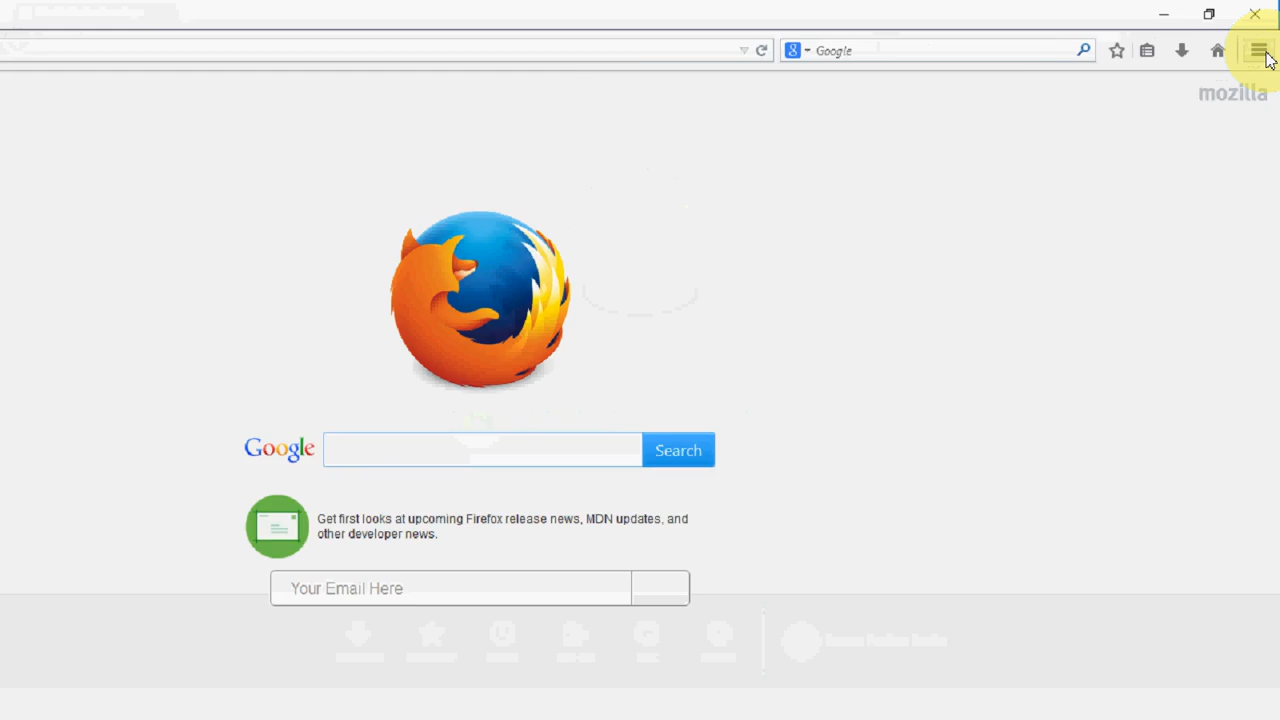 Google
mozilla
Google
Search
Get first looks at upcoming Firefox release news, MDN updates, and
other developer news.
Your Email Here